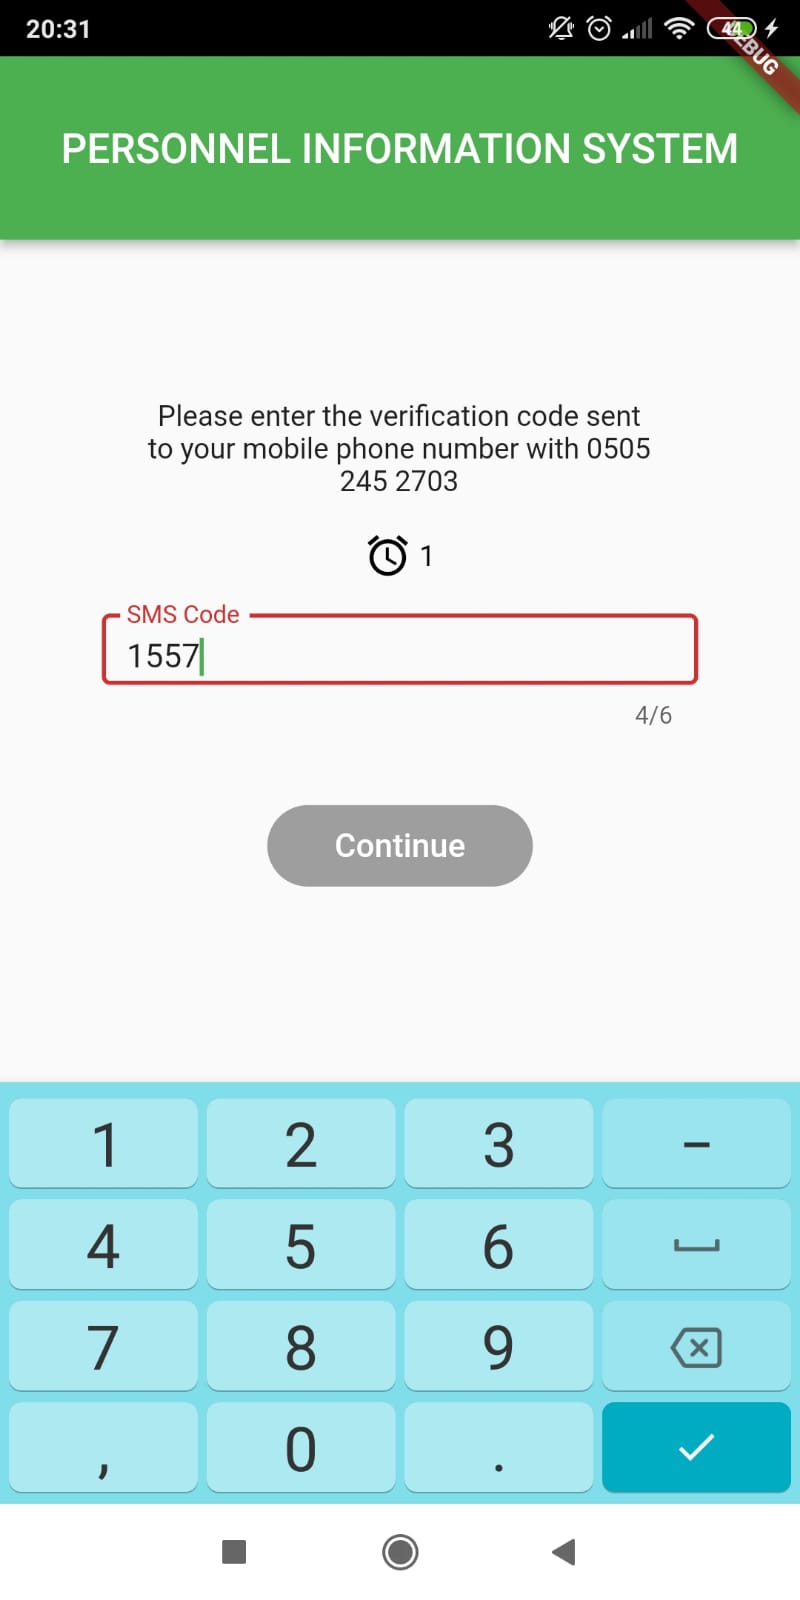 20:31
44
DEBUG
PERSONNEL INFORMATION SYSTEM
Please enter the verification code sent
to your mobile phone number with 0505
245 2703
1
SMS Code
1557
4/6
Continue
1 2 3 –
4 5 6
7 8 9
, 0 .